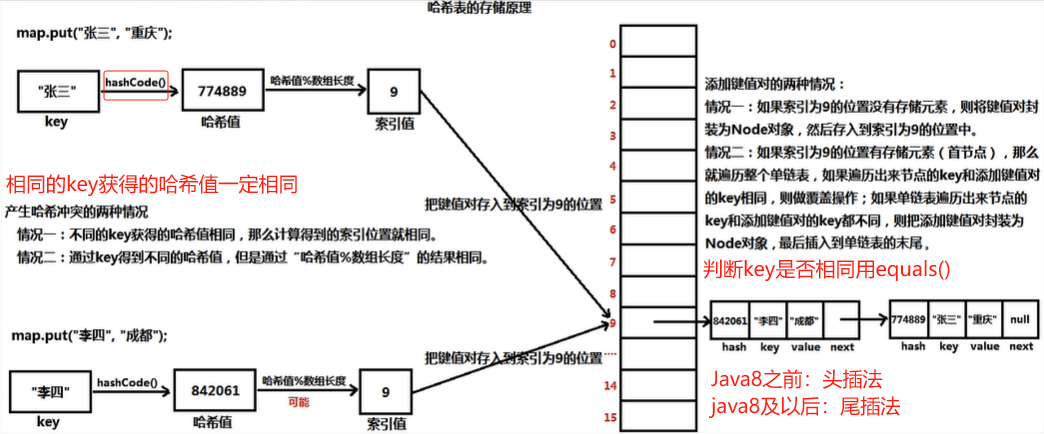 哈希表的存储原理
map.put("张三", "重庆");
"张三"
hashCode()
774889
哈希值%数组长度
9
key
哈希值
索引值
相同的key获得的哈希值一定相同
产生哈希冲突的两种情况
情况一：不同的key获得的哈希值相同，那么计算得到的索引位置就相同。
情况二：通过key得到不同的哈希值，但是通过“哈希值%数组长度”的结果相同。
map.put("李四", "成都");
"李四"
hashCode()
842061
哈希值%数组长度
可能
9
key
哈希值
索引值
把键值对存入到索引为9的位置
把键值对存入到索引为9的位置
0
1
2
3
4
5
6
7
8
9
....
14
15
添加键值对的两种情况：
情况一：如果索引为9的位置没有存储元素，则将键值对封
装为Node对象，然后存入到索引为9的位置中。
情况二：如果索引为9的位置有存储元素（首节点），那么
就遍历整个单链表，如果遍历出来节点的key和添加键值对
的key相同，则做覆盖操作；如果单链表遍历出来节点的
key和添加键值对的key都不同，则把添加键值对封装为
Node对象，最后插入到单链表的末尾。
判断key是否相同用equals()
842061 "李四" "成都"
hash key value next
774889 "张三" "重庆" null
hash key value next
Java8之前：头插法
java8及以后：尾插法